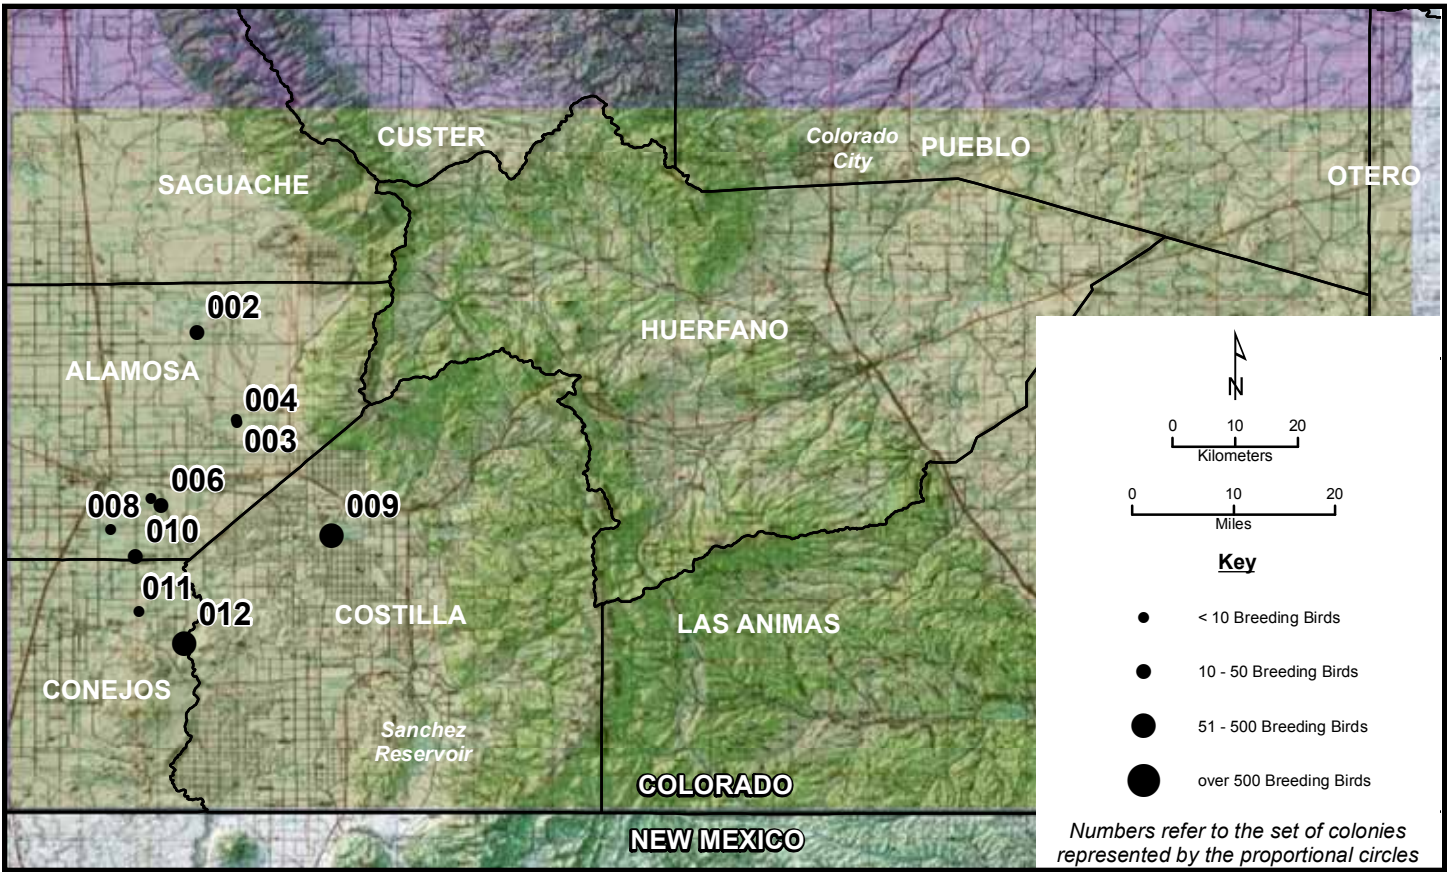 CUSTER
Colorado
City
PUEBLO
OTERO
SAGUACHE
002
HUERFANO
ALAMOSA
004
003
006
008
009
010
011
012
COSTILLA
LAS ANIMAS
CONEJOS
Sanchez
Reservoir
COLORADO
NEW MEXICO
N
0 10 20
Kilometers
0 10 20
Miles
Key
< 10 Breeding Birds
10 - 50 Breeding Birds
51 - 500 Breeding Birds
over 500 Breeding Birds
Numbers refer to the set of colonies
represented by the proportional circles